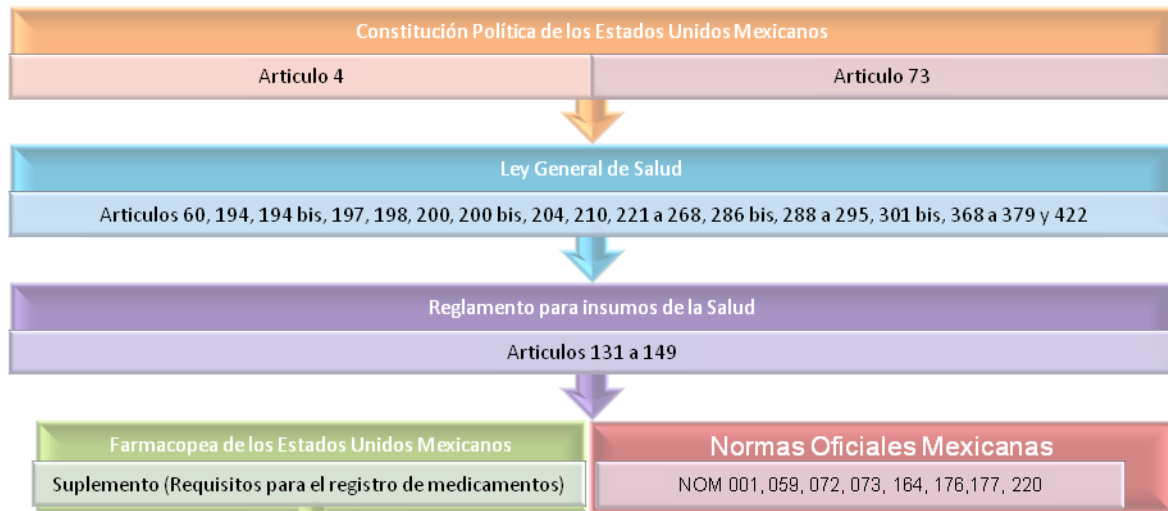 Constitución Política de los Estados Unidos Mexicanos
Articulo 4
Articulo 73
Ley General de Salud
Articulos 60, 194, 194 bis, 197, 198, 200, 200 bis, 204, 210, 221 a 268, 286 bis, 288 a 295, 301 bis, 368 a 379 y 422
Reglamento para insumos de la Salud
Articulos 131 a 149
Farmacopea de los Estados Unidos Mexicanos
Suplemento (Requisitos para el registro de medicamentos)
Normas Oficiales Mexicanas
NOM 001, 059, 072, 073, 164, 176,177, 220